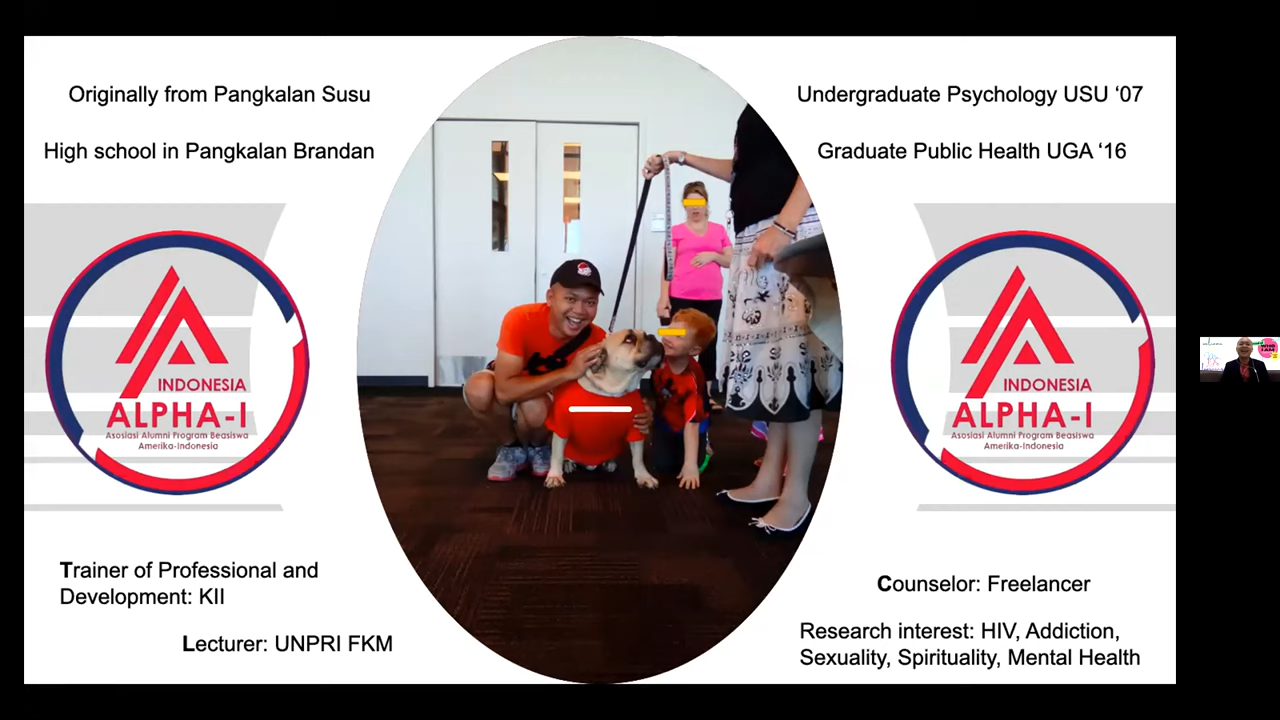 Originally from Pangkalan Susu
High school in Pangkalan Brandan
Undergraduate Psychology USU ‘07
Graduate Public Health UGA ‘16
INDONESIA
ALPHA-I
Asosiasi Alumni Program Beasiswa
Amerika-Indonesia
INDONESIA
ALPHA-I
Asosiasi Alumni Program Beasiswa
Amerika-Indonesia
Trainer of Professional and
Development: KII
Lecturer: UNPRI FKM
Counselor: Freelancer
Research interest: HIV, Addiction,
Sexuality, Spirituality, Mental Health